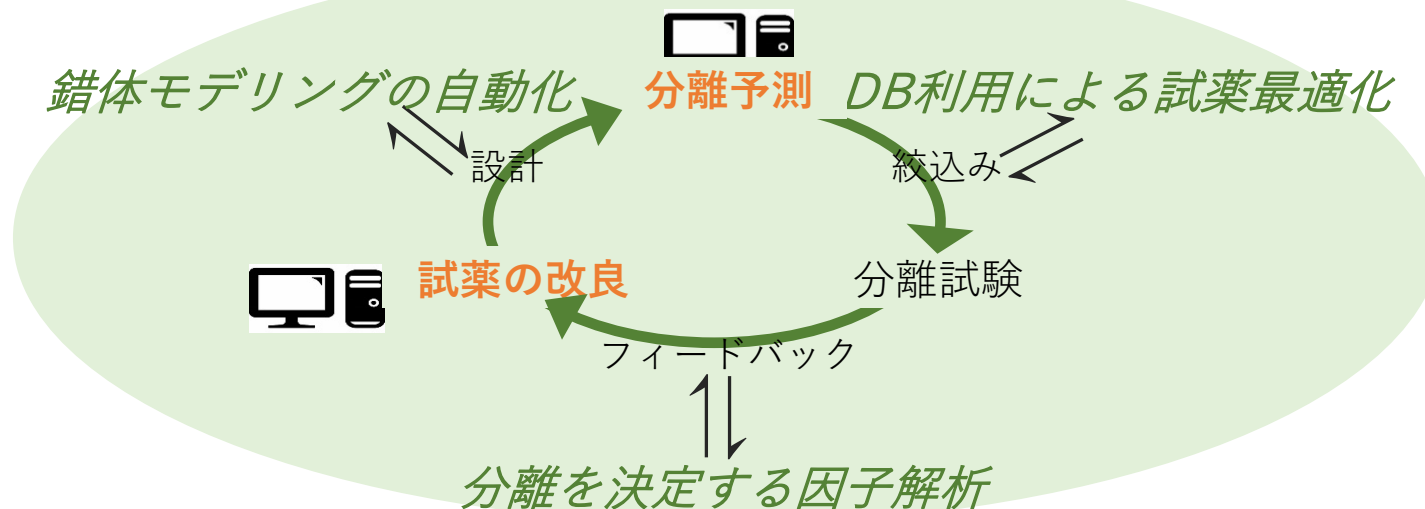 錯体モデリングの自動化
分離予測
DB利用による試薬最適化
設計
絞込み
試薬の改良
分離試験
フィードバック
分離を決定する因子解析